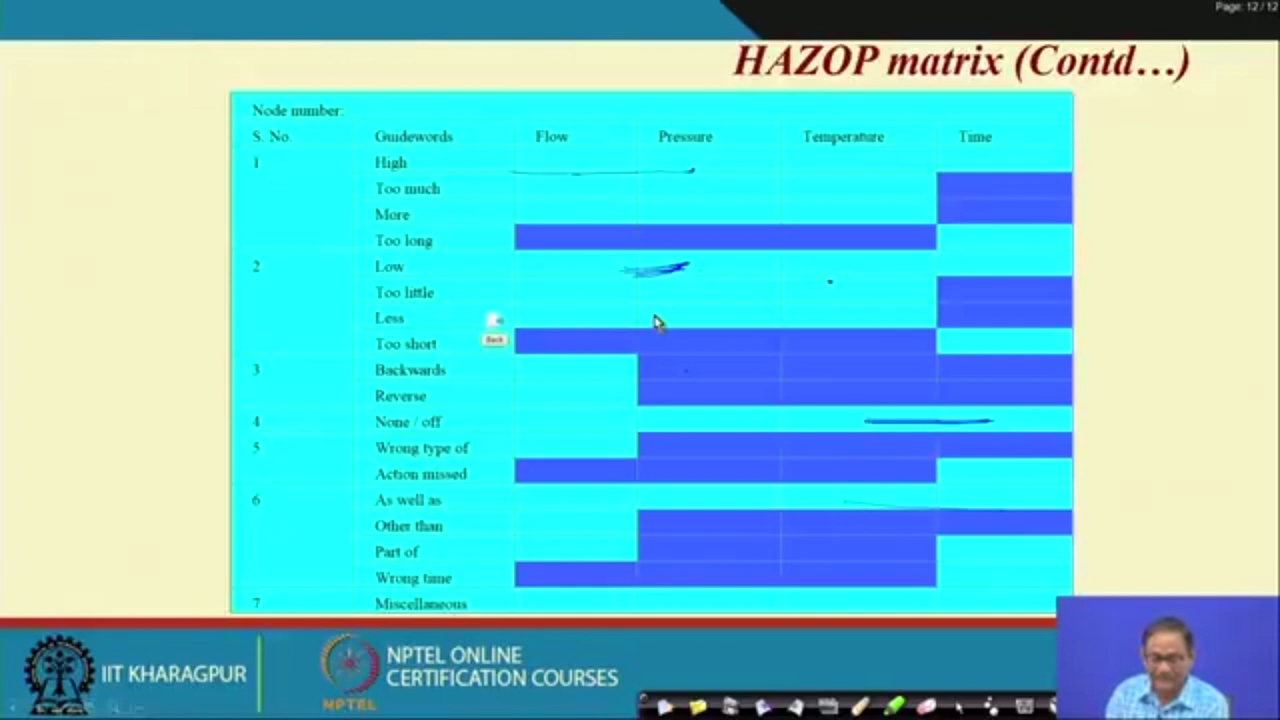 Page: 12 / 12
HAZOP matrix (Contd…)
Node number:
S. No. Guidewords Flow Pressure Temperature Time
1 High
Too much
More
Too long
2 Low
Too little
Less
Too short
Back
3 Backwards
Reverse
4 None / off
5 Wrong type of
Action missed
6 As well as
Other than
Part of
Wrong time
7 Miscellaneous
IIT KHARAGPUR
NPTEL
NPTEL ONLINE
CERTIFICATION COURSES